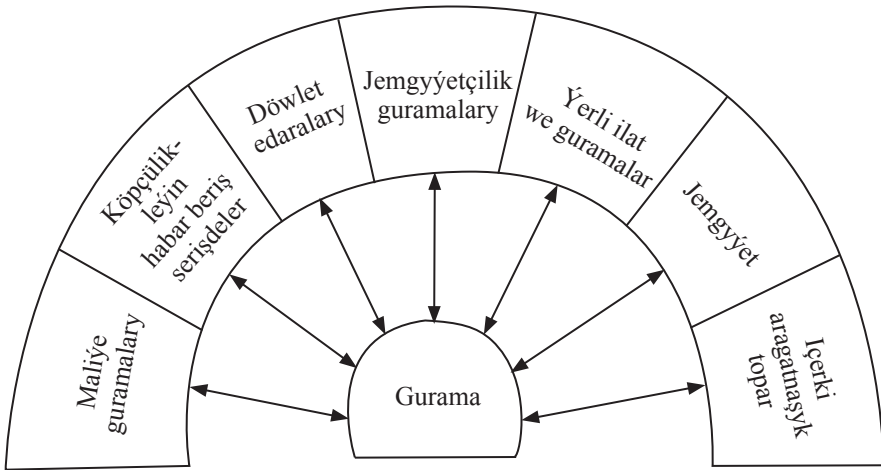 Maliýe
guramalary
Köpçülik-
leýin
habar beriş
serişdeler
Döwlet
edaralary
Jemgyýetçilik
guramalary
Ýerli ilat
we guramalar
Jemgyýet
Içerki
aragatnaşyk
topar
Gurama